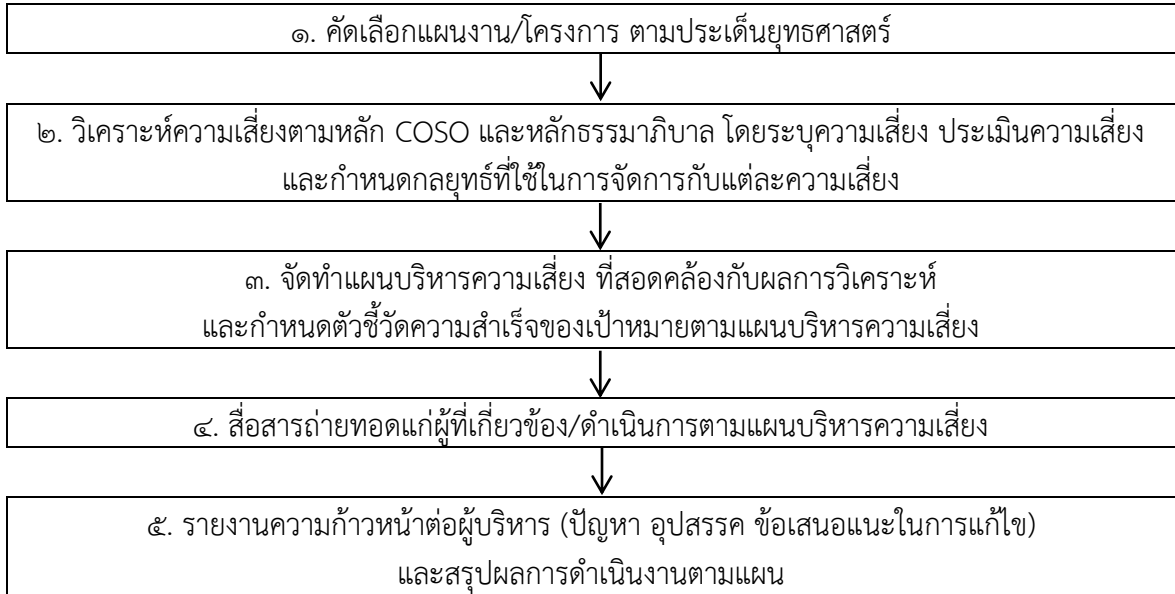 ๑. คัดเลือกแผนงาน/โครงการ ตามประเด็นยุทธศาสตร์
๒. วิเคราะห์ความเสี่ยงตามหลัก COSO และหลักธรรมาภิบาล โดยระบุความเสี่ยง ประเมินความเสี่ยง
และกำหนดกลยุทธ์ที่ใช้ในการจัดการกับแต่ละความเสี่ยง
๓. จัดทำแผนบริหารความเสี่ยง ที่สอดคล้องกับผลการวิเคราะห์
และกำหนดตัวชี้วัดความสำเร็จของเป้าหมายตามแผนบริหารความเสี่ยง
๔. สื่อสารถ่ายทอดแก่ผู้ที่เกี่ยวข้อง/ดำเนินการตามแผนบริหารความเสี่ยง
๕. รายงานความก้าวหน้าต่อผู้บริหาร (ปัญหา อุปสรรค ข้อเสนอแนะในการแก้ไข)
และสรุปผลการดำเนินงานตามแผน